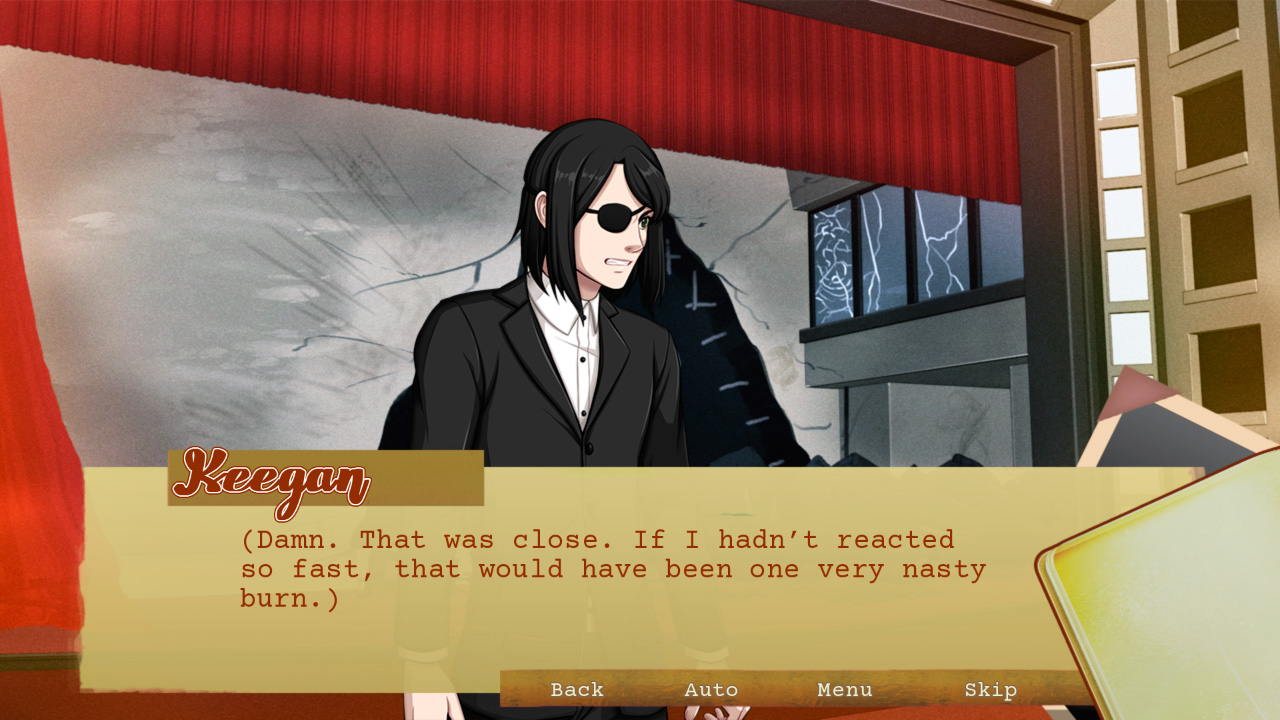 Keegan
(Damn. That was close. If I hadn’t reacted
so fast, that would have been one very nasty
burn.)
Back Auto Menu Skip